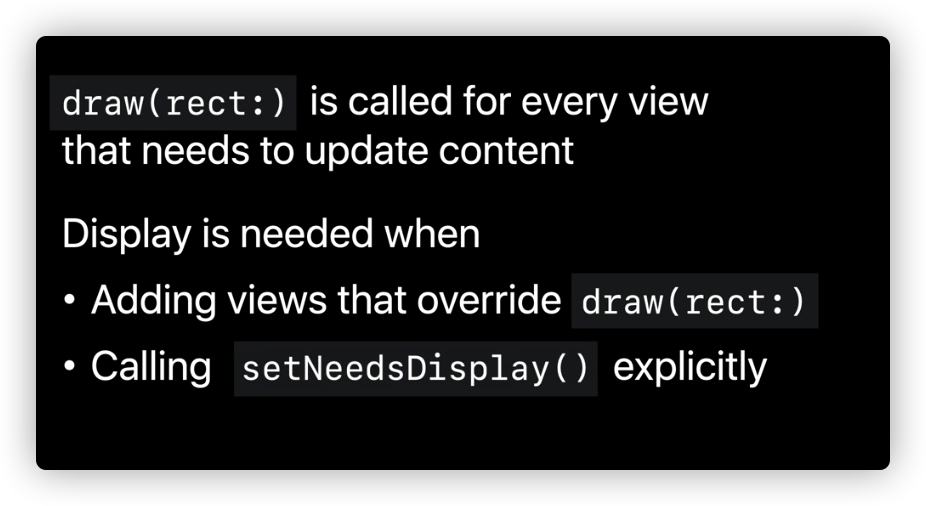 draw(rect:) is called for every view
that needs to update content
Display is needed when
• Adding views that override draw(rect:)
• Calling setNeedsDisplay() explicitly